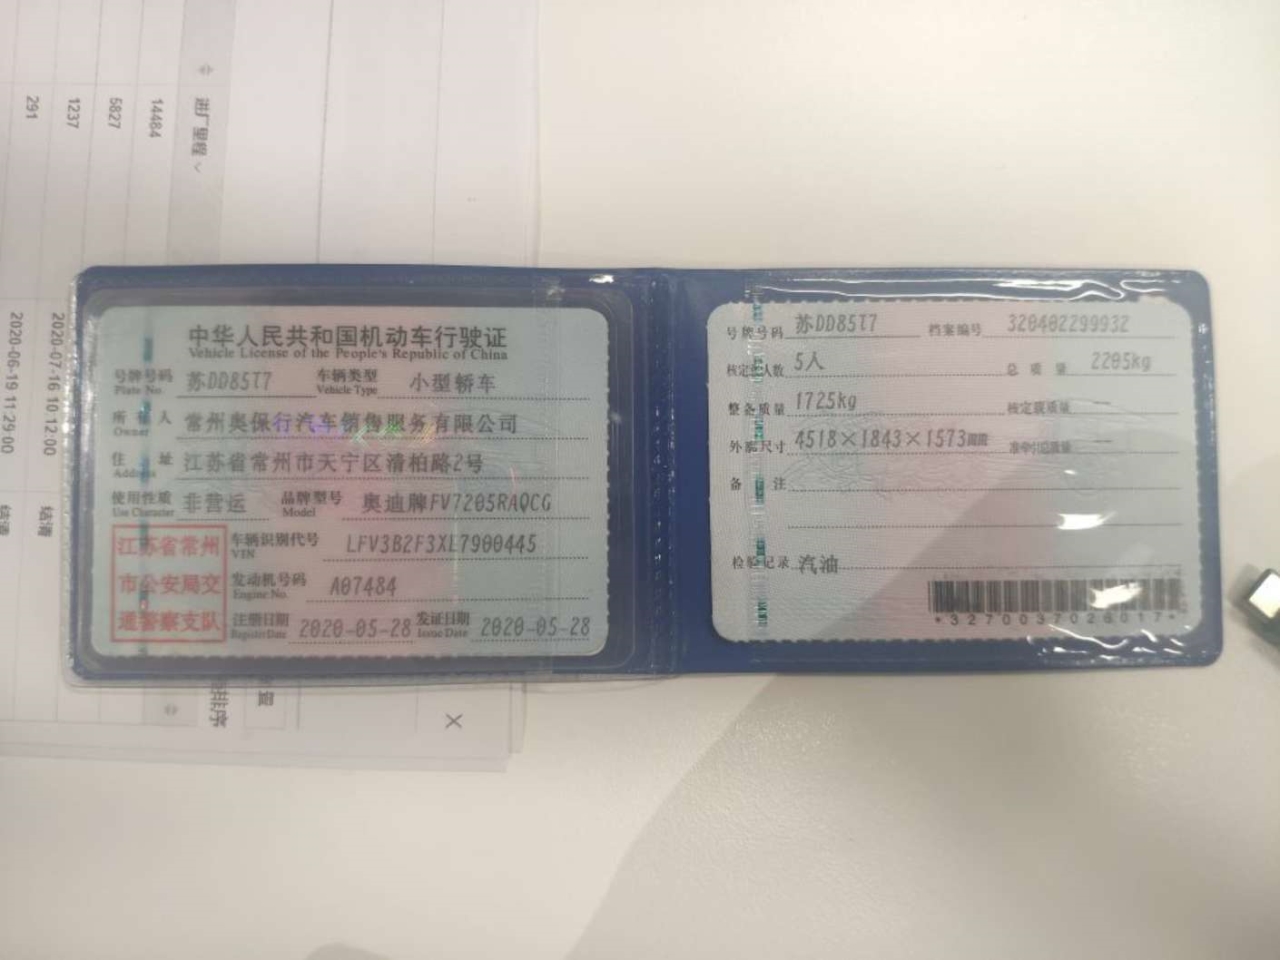 中华人民共和国机动车行驶证
Vehicle License of the People's Republic of China
号牌号码 苏DD85T7 车辆类型 小型轿车
Plate No. Vehicle Type
所有人 常州奥保行汽车销售服务有限公司
Owner
住址 江苏省常州市天宁区清柏路2号
Address
使用性质 非营运 品牌型号 奥迪牌FV7205RAQCG
Use Character Model
江苏省常州
市公安局交
通警察支队
车辆识别代号 LFV3B2F3XL7900445
VIN
发动机号码 A07484
Engine No.
注册日期 2020-05-28 发证日期 2020-05-28
Register Date Issue Date
号牌号码 苏DD85T7 档案编号 320402299932
核定载人数 5人 总质量 2205kg
整备质量 1725kg 核定载质量 —
外廓尺寸 4518×1843×1573mm 准牵引总质量 —
备注
检验记录 汽油
*3270037026017*
进厂里程
14484
5827
1237
291
2020-07-16 10:12:00
2020-06-19 11:29:00
结清
结清